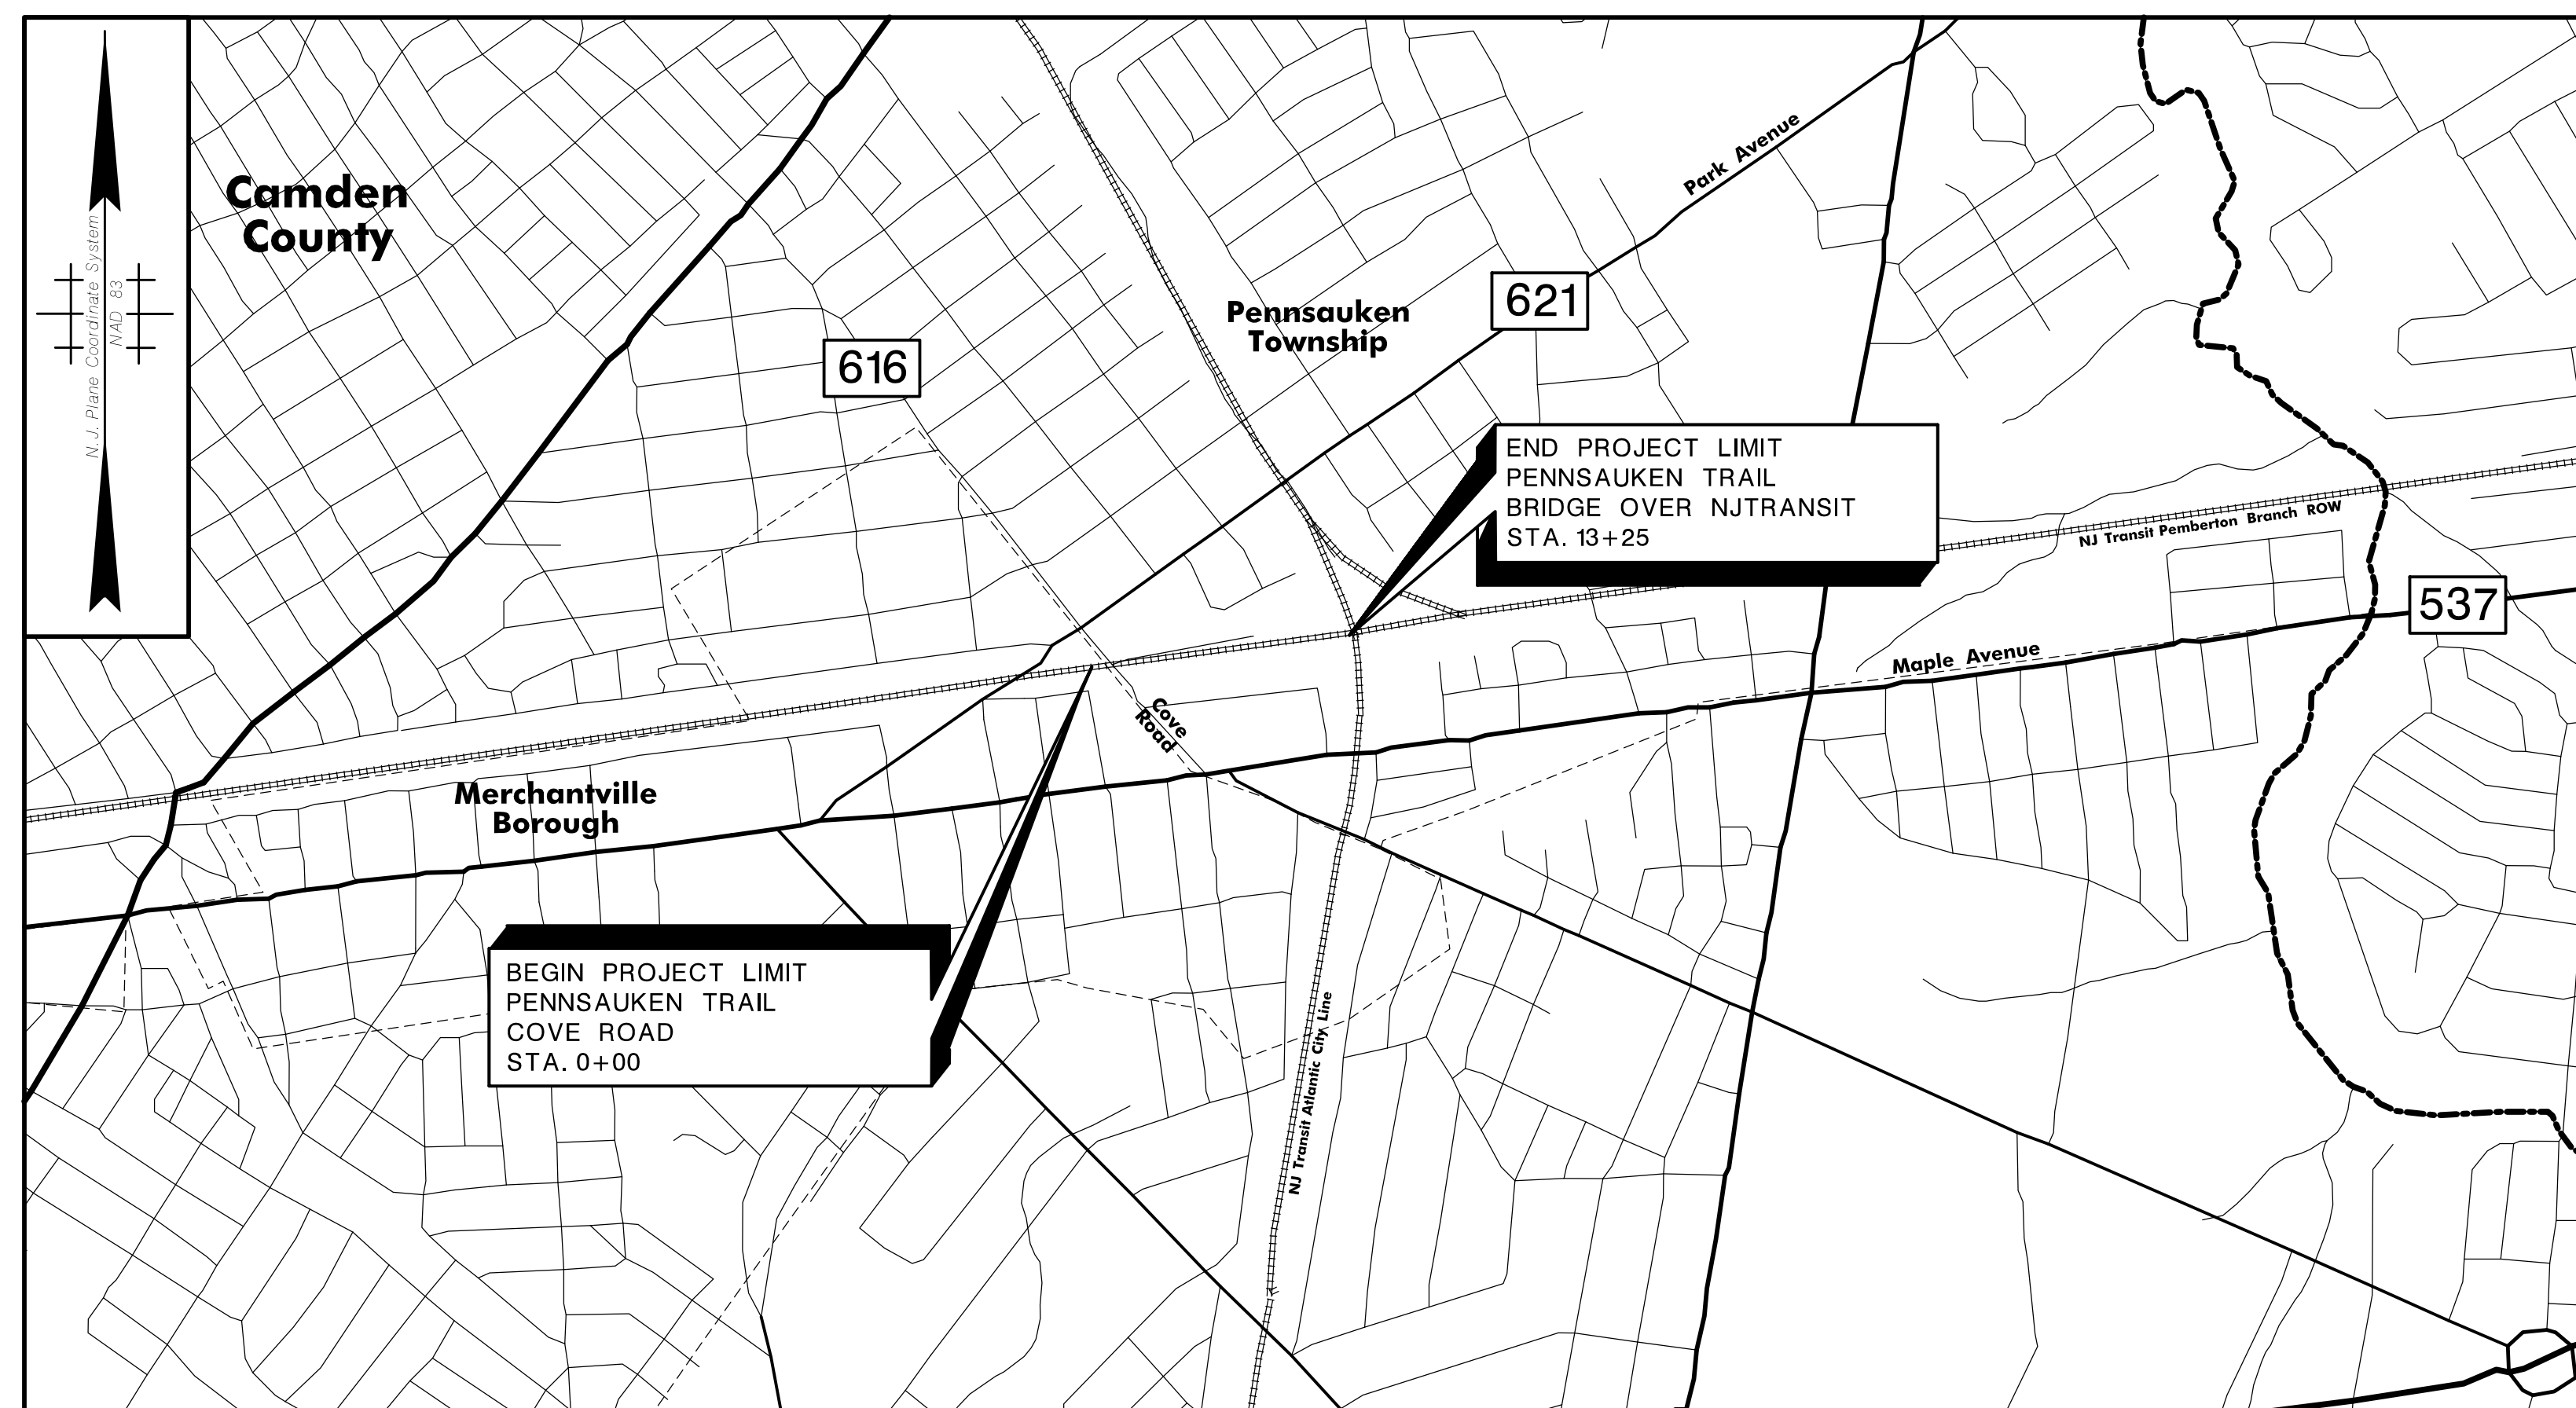 N.J. Plane Coordinate System
NAD 83
Camden
County
Park Avenue
621
Pennsauken
Township
616
END PROJECT LIMIT
PENNSAUKEN TRAIL
BRIDGE OVER NJTRANSIT
STA. 13+25
NJ Transit Pemberton Branch ROW
537
Maple Avenue
Cove
Road
Merchantville
Borough
BEGIN PROJECT LIMIT
PENNSAUKEN TRAIL
COVE ROAD
STA. 0+00
NJ Transit Atlantic City Line